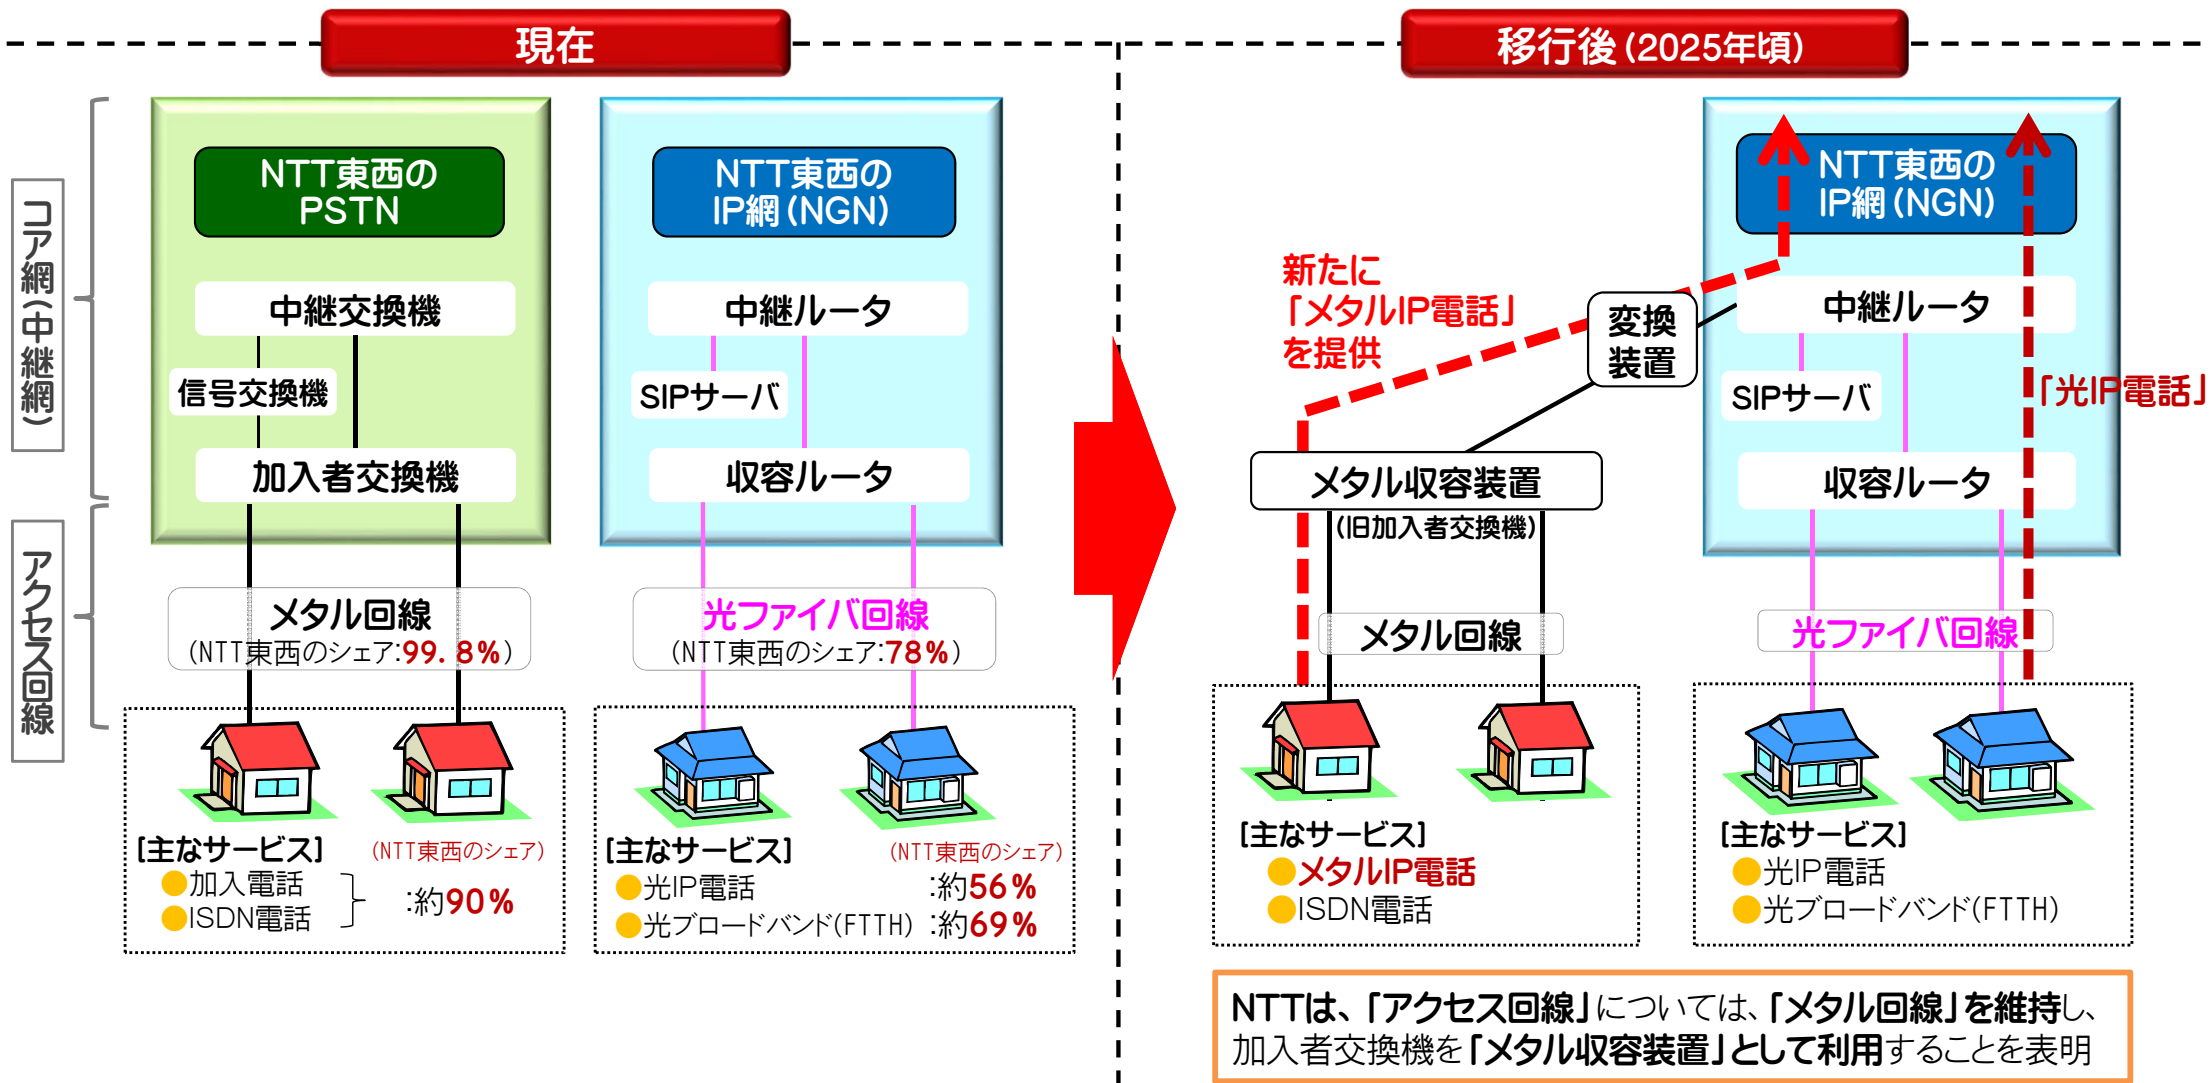 現在
移行後(2025年頃)
コア網(中継網)
アクセス回線
NTT東西の
PSTN
中継交換機
信号交換機
加入者交換機
メタル回線
(NTT東西のシェア:99.8%)
[主なサービス]
(NTT東西のシェア)
●加入電話
●ISDN電話
:約90%
NTT東西の
IP網(NGN)
中継ルータ
SIPサーバ
収容ルータ
光ファイバ回線
(NTT東西のシェア:78%)
[主なサービス]
(NTT東西のシェア)
●光IP電話 :約56%
●光ブロードバンド(FTTH) :約69%
新たに
「メタルIP電話」
を提供
変換
装置
メタル収容装置
(旧加入者交換機)
メタル回線
[主なサービス]
●メタルIP電話
●ISDN電話
NTT東西の
IP網(NGN)
中継ルータ
SIPサーバ
「光IP電話」
収容ルータ
光ファイバ回線
[主なサービス]
●光IP電話
●光ブロードバンド(FTTH)
NTTは、「アクセス回線」については、「メタル回線」を維持し、
加入者交換機を「メタル収容装置」として利用することを表明